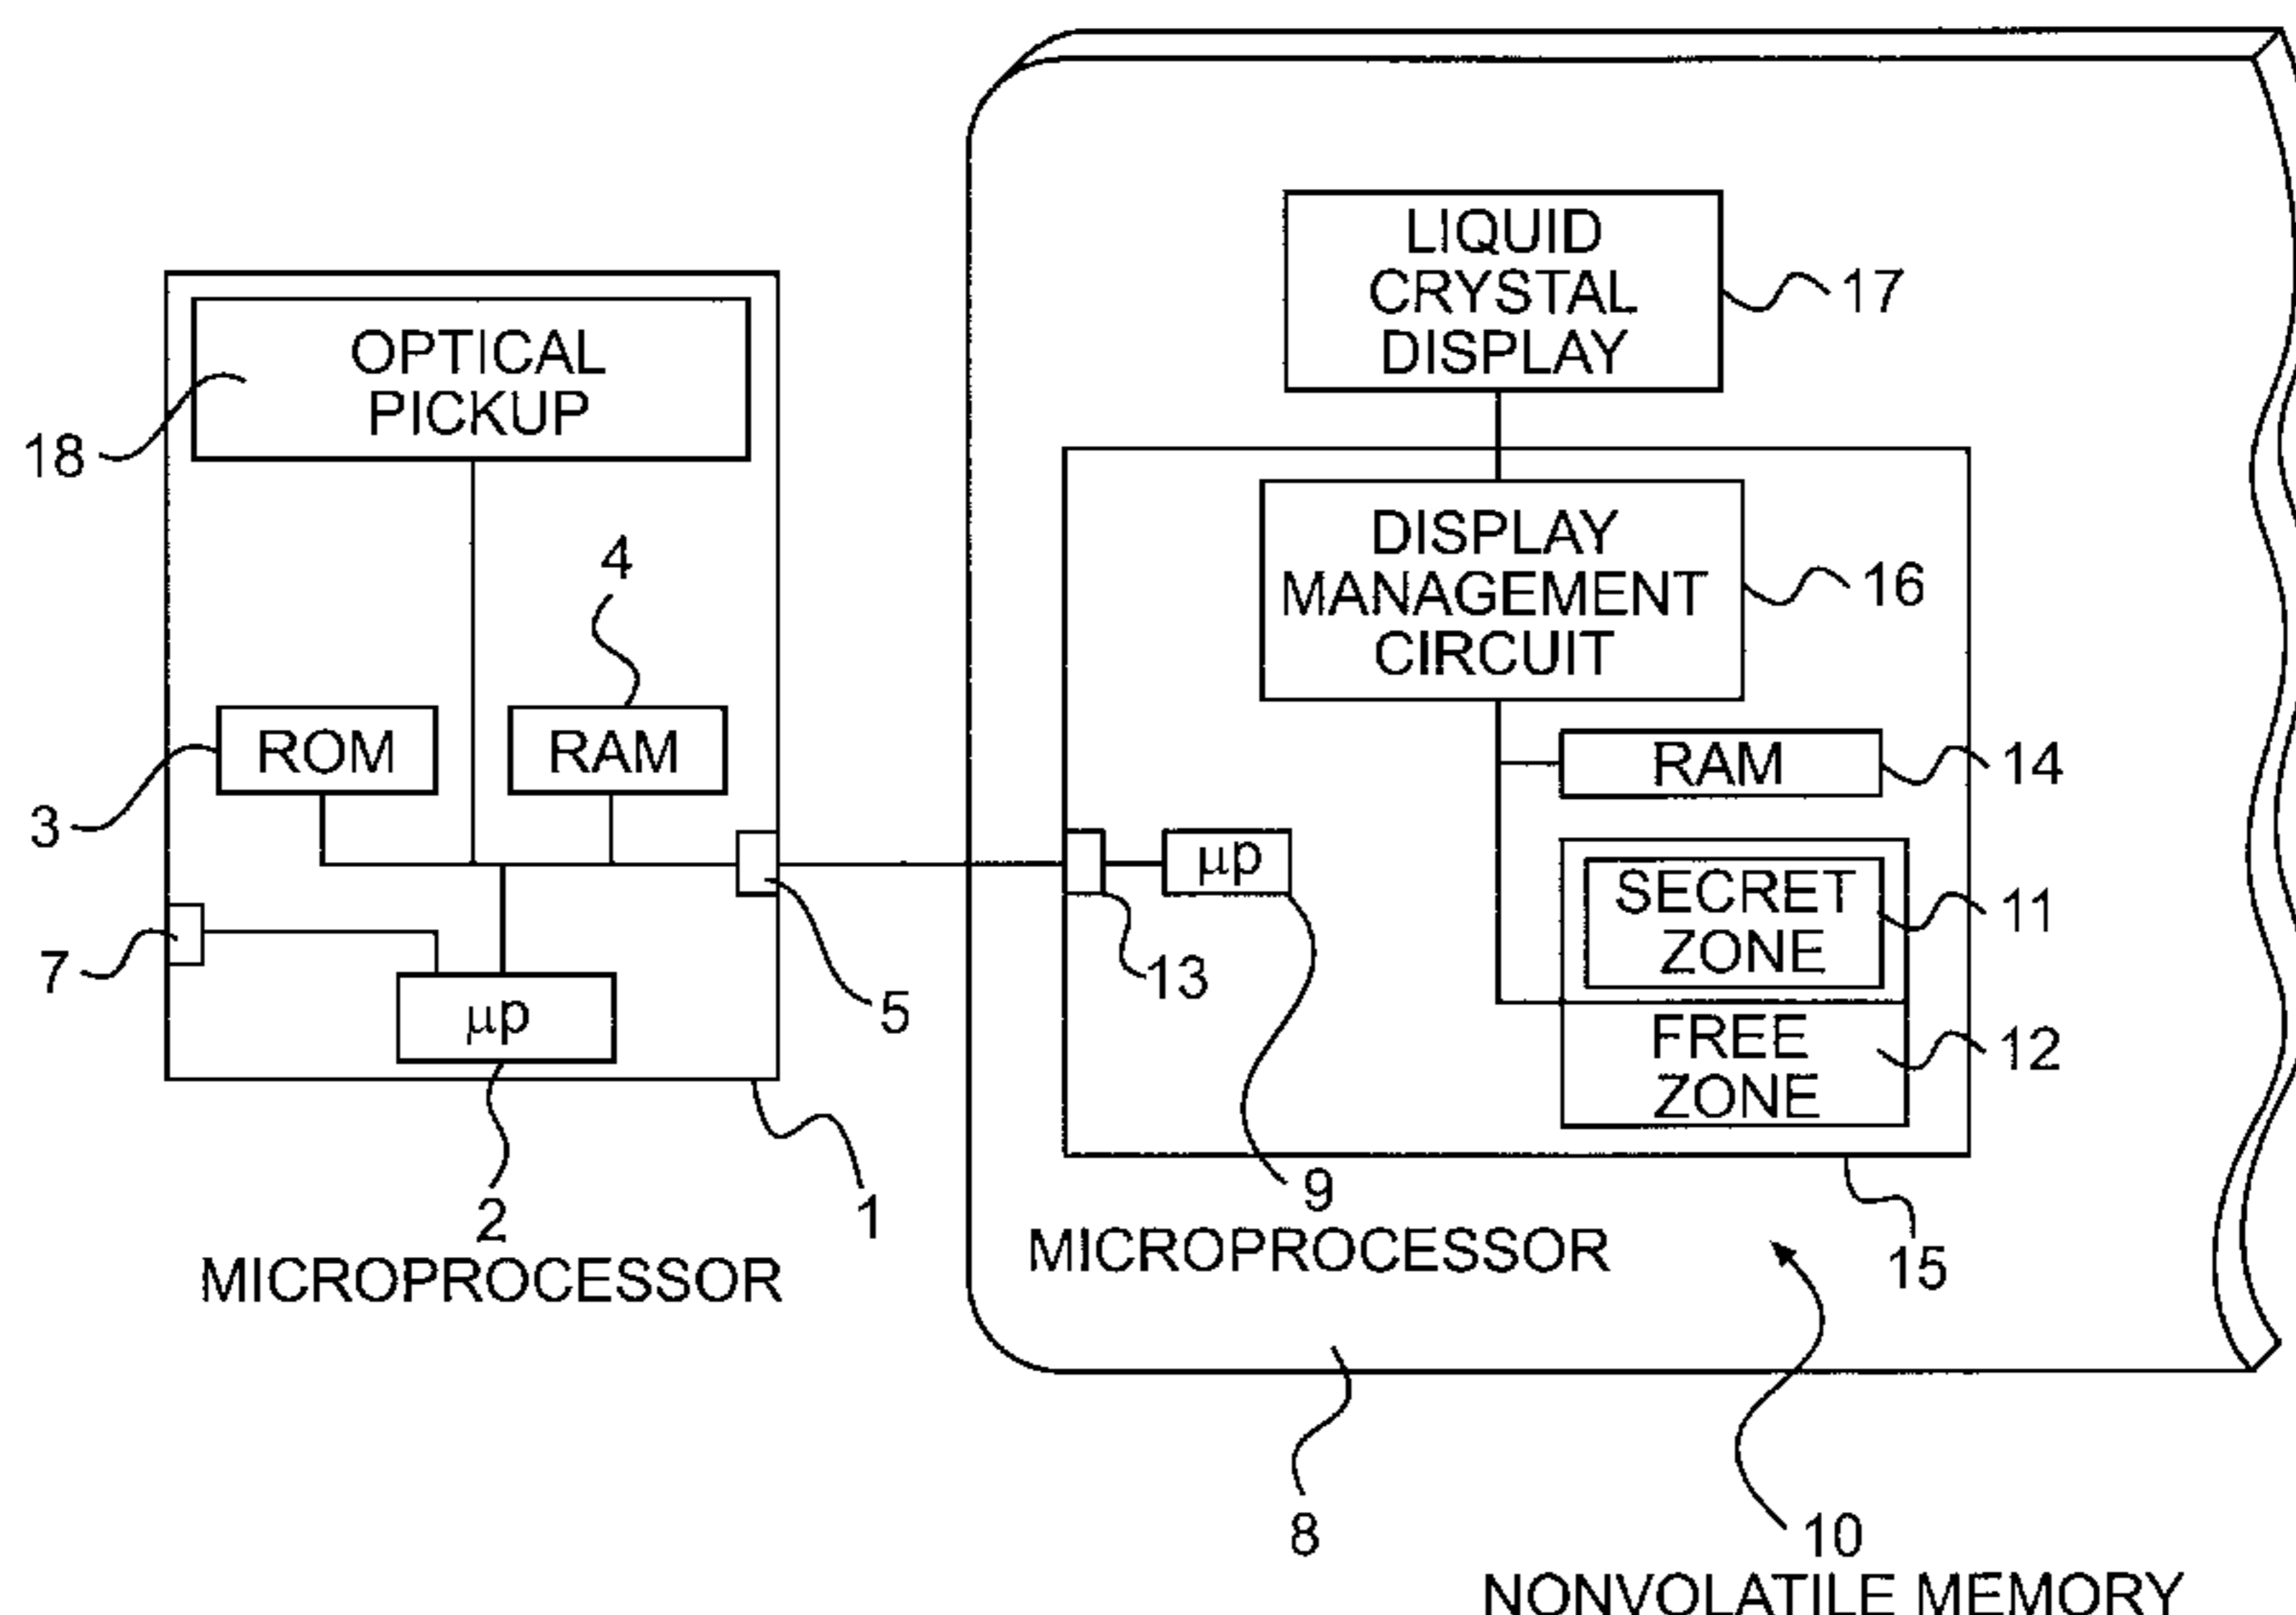 LIQUID
CRYSTAL
DISPLAY
17
OPTICAL
PICKUP
18
DISPLAY
MANAGEMENT
CIRCUIT
16
4
ROM
RAM
3
RAM
14
µp
SECRET
ZONE
11
7
13
5
µp
FREE
ZONE
12
2
MICROPROCESSOR
1
9
MICROPROCESSOR
15
8
10
NONVOLATILE MEMORY